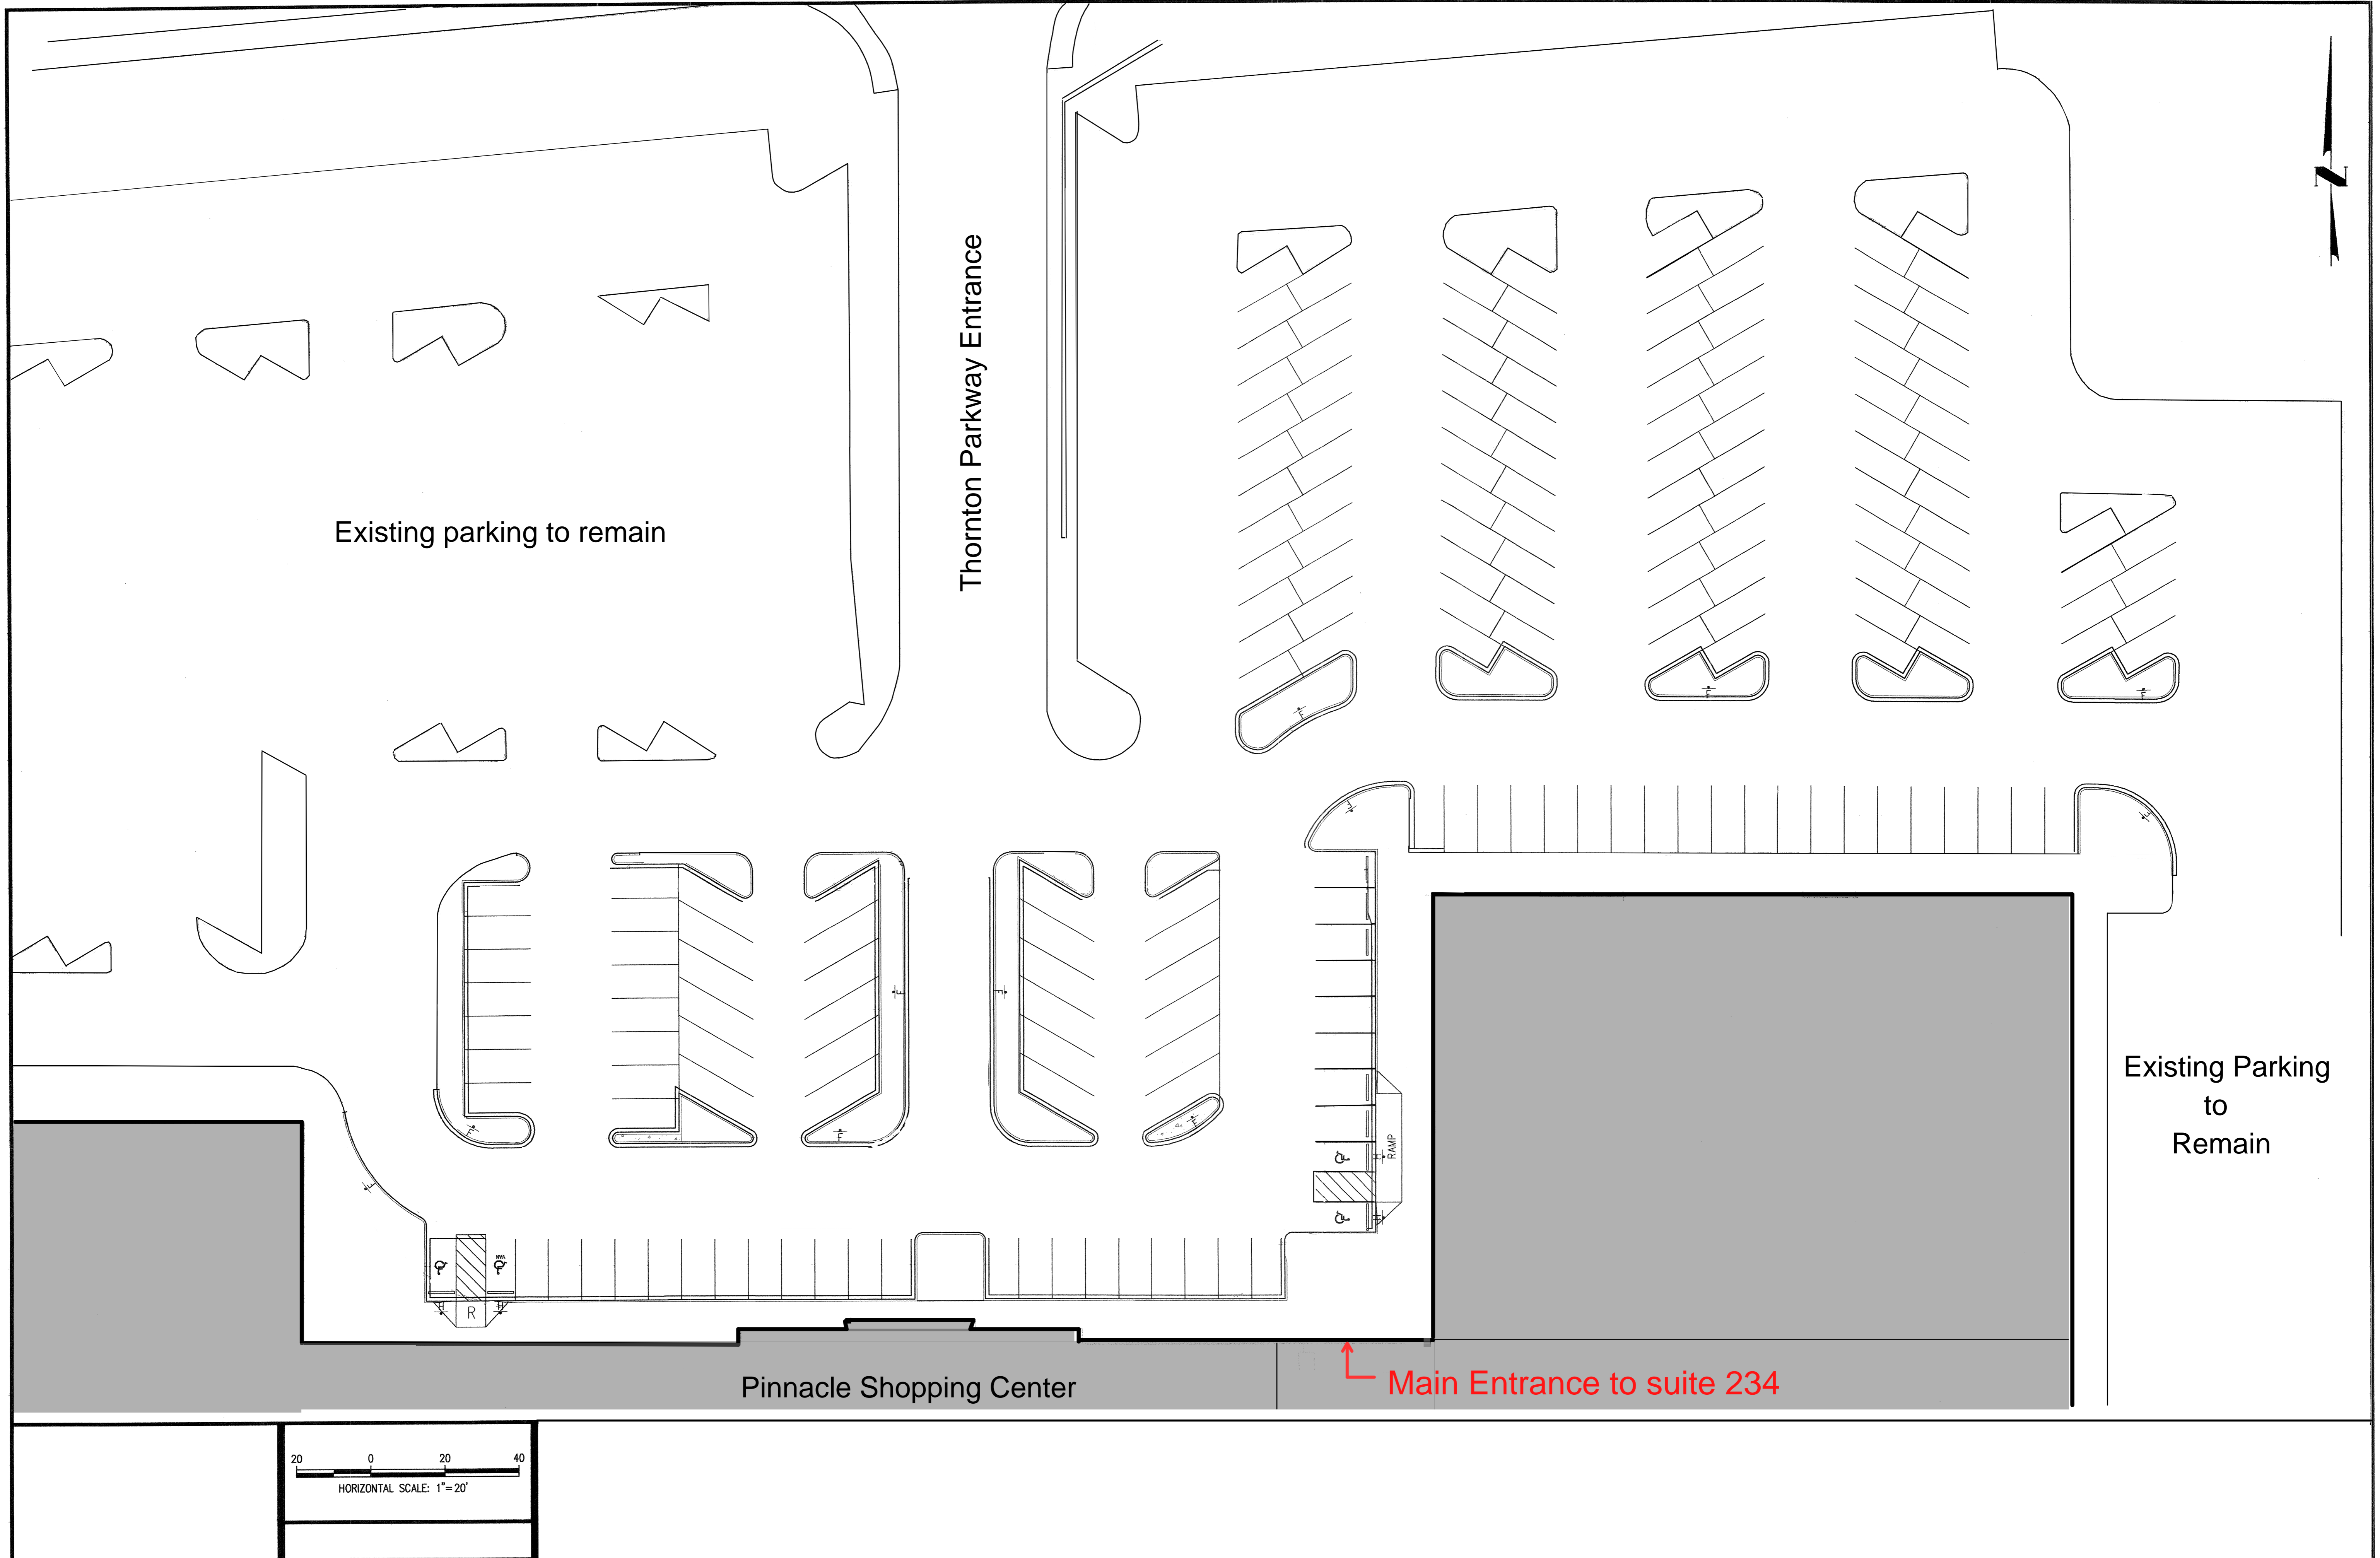 N
Thornton Parkway Entrance
Existing parking to remain
F
F
F
F
F
F
F
Existing Parking
to
Remain
F
F
F
F
RAMP
H
H
VAN
H
H
R
Pinnacle Shopping Center
Main Entrance to suite 234
20 0 20 40
HORIZONTAL SCALE: 1"=20'